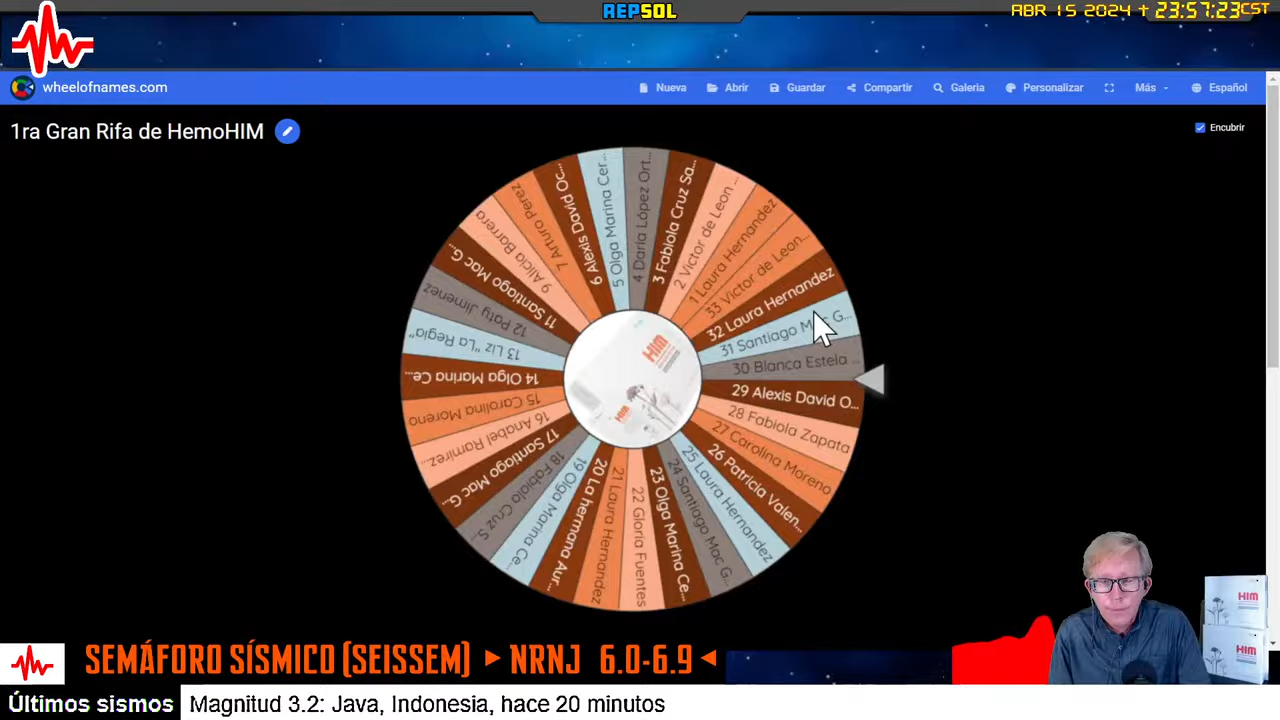 REPSOL
ABR 15 2024 † 23:57:23 CST
wheelofnames.com
Nueva
Abrir
Guardar
Compartir
Galeria
Personalizar
Más
Español
1ra Gran Rifa de HemoHIM
Encubrir
1 Laura Hernandez
2 Victor de Leon ...
3 Fabiola Cruz Sa...
4 Daria López Ort...
5 Olga Marina Cer...
6 Alexis David Oc...
7 Arturo Perez
9 Alicia Barrera
11 Santiago Mac G...
12 Paty Jimenez
13 Liz "La Regia"
14 Olga Marina Ce...
15 Carolina Moreno
16 Anabel Ramirez...
17 Santiago Mac G...
18 Fabiola Cruz S...
19 Olga Marina Ce...
20 La hermana Aur...
21 Laura Hernandez
22 Gloria Fuentes
23 Olga Marina Ce...
24 Santiago Mac G...
25 Laura Hernandez
26 Patricia Valen...
27 Carolina Moreno
28 Fabiola Zapata
29 Alexis David O...
30 Blanca Estela ...
31 Santiago Mac G...
32 Laura Hernandez
33 Victor de Leon...
HIM
HIM
HIM
HIM
SEMÁFORO SÍSMICO (SEISSEM) ► NRNJ 6.0-6.9 ◄
Últimos sismos
Magnitud 3.2: Java, Indonesia, hace 20 minutos